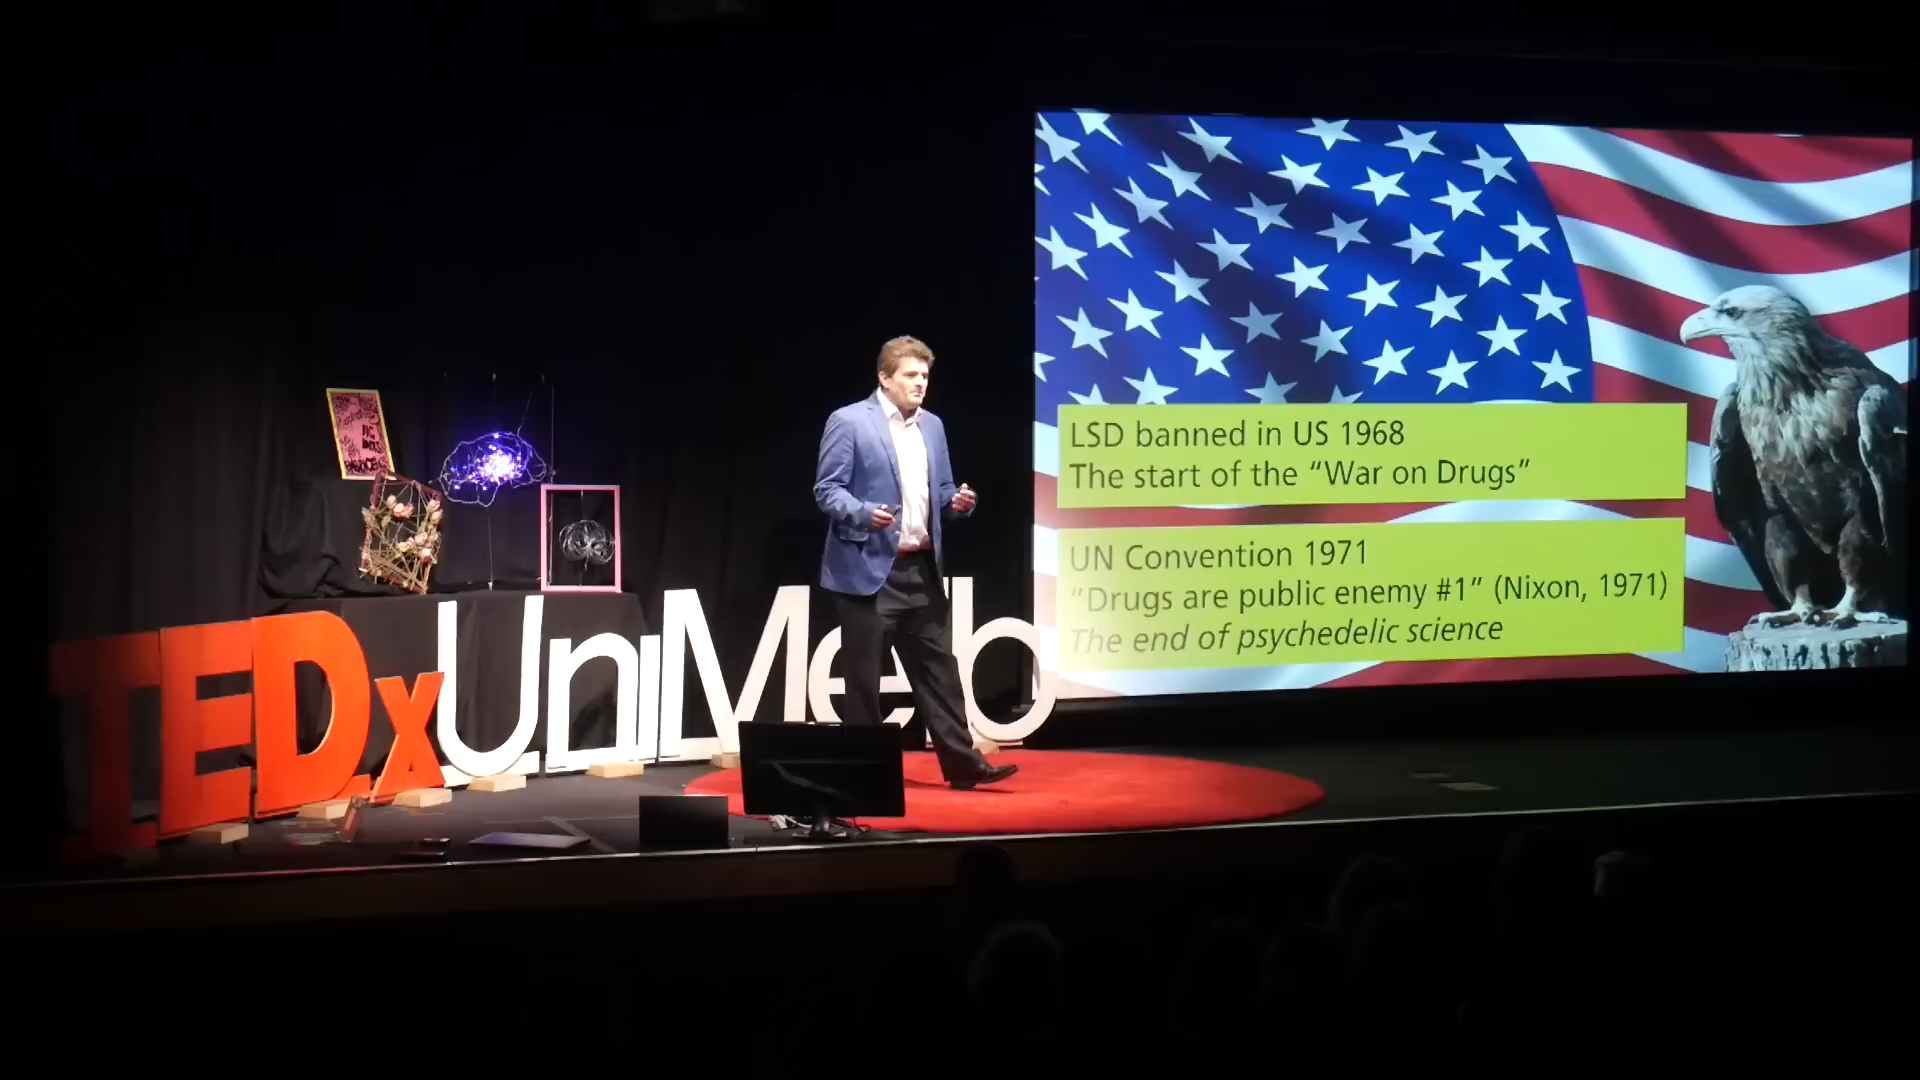 TEDxUniMelb
LSD banned in US 1968
The start of the “War on Drugs”
UN Convention 1971
“Drugs are public enemy #1” (Nixon, 1971)
The end of psychedelic science